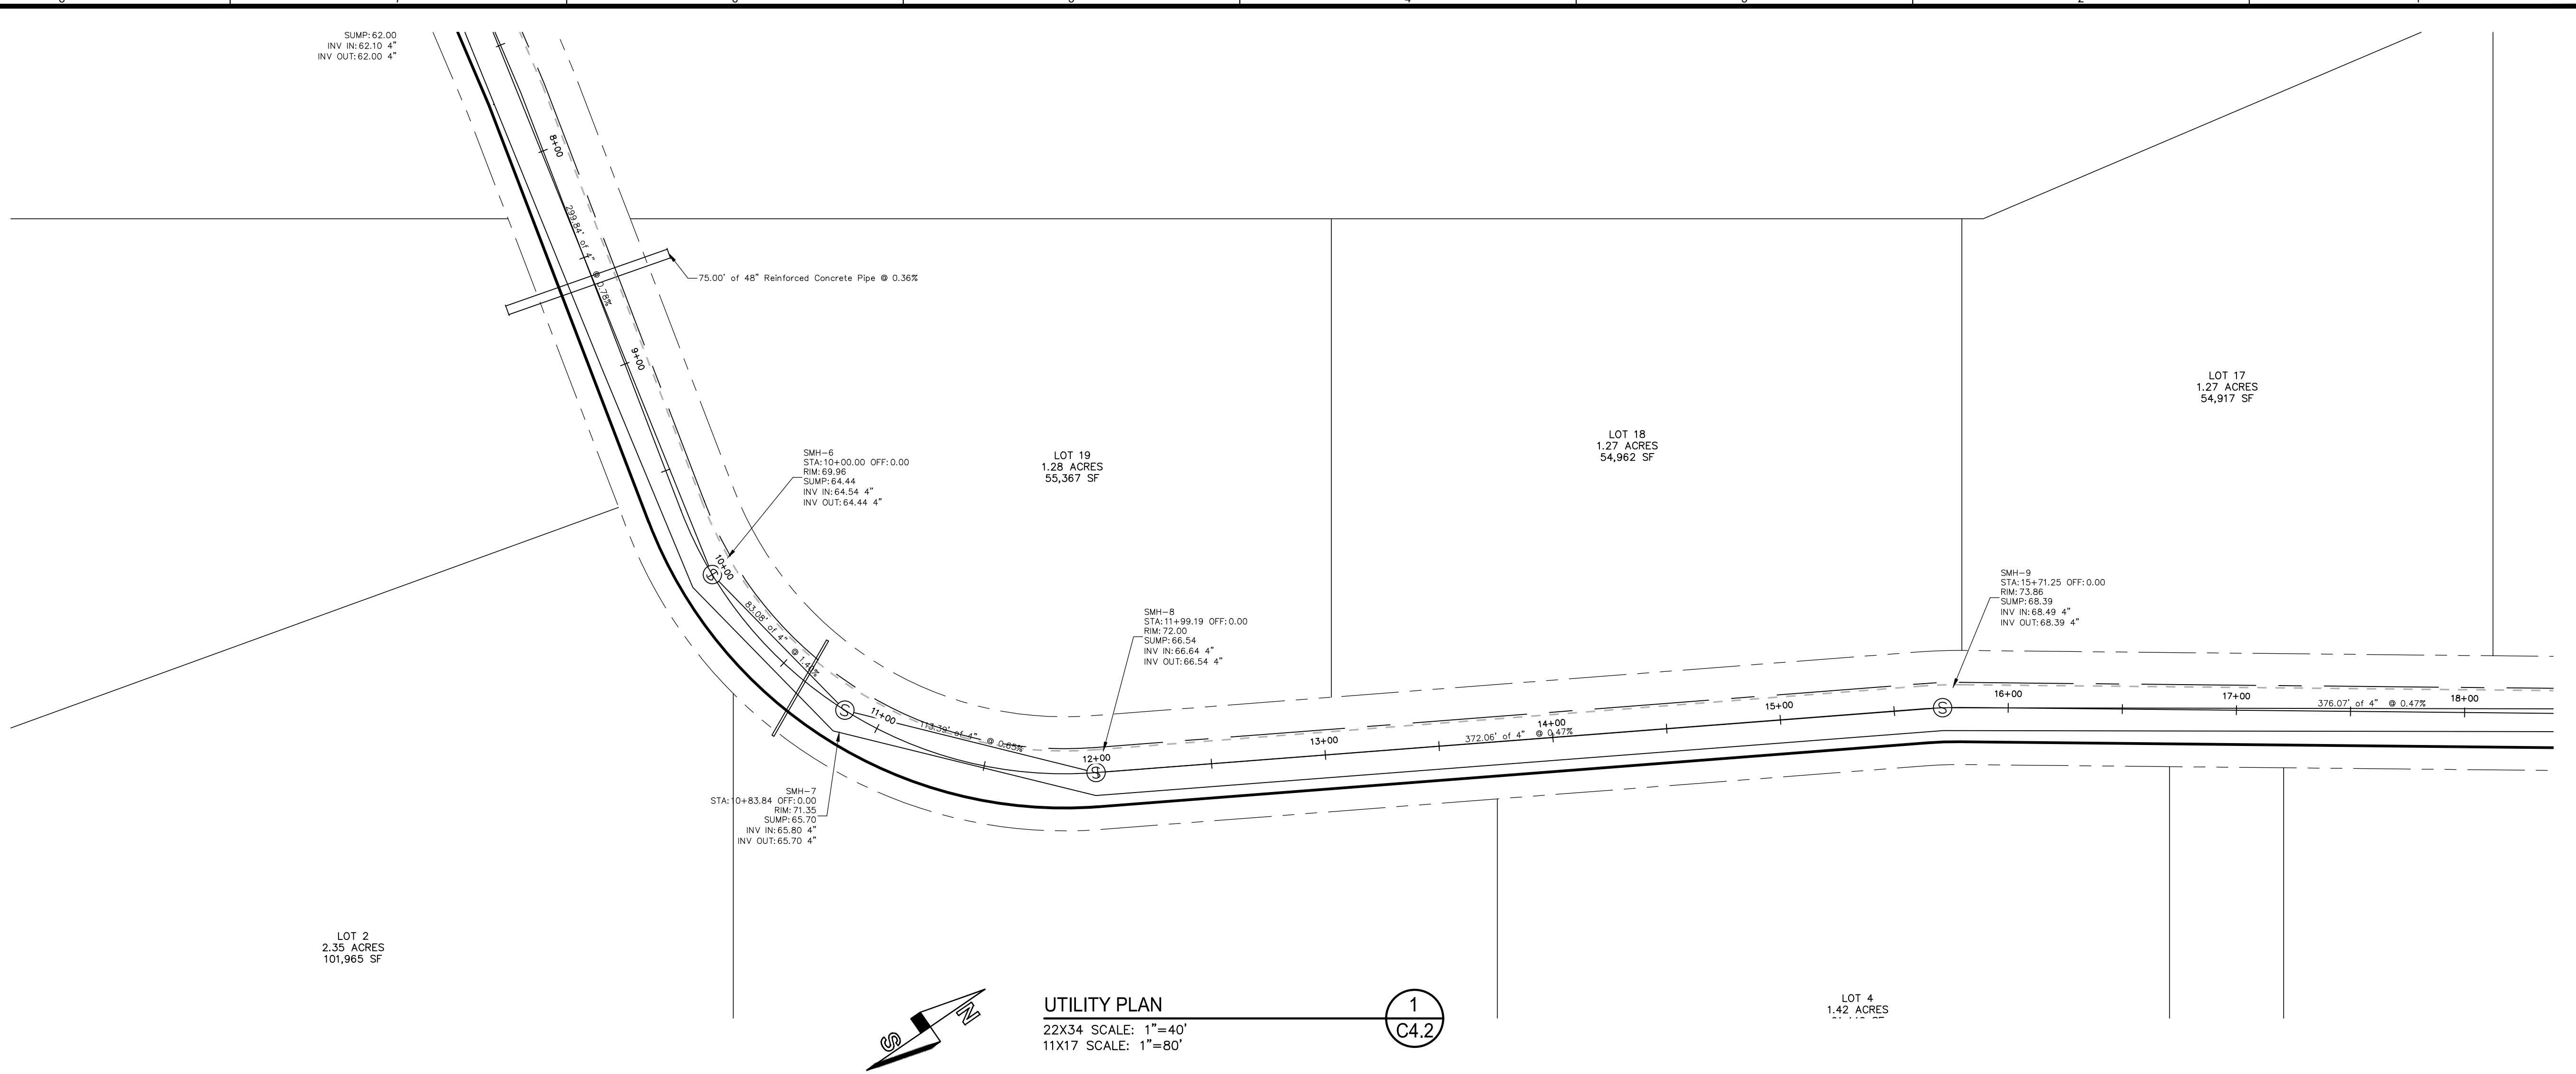 SUMP: 62.00
INV IN: 62.10 4"
INV OUT: 62.00 4"
8+00
299.84' of 4" @ 0.78%
75.00' of 48" Reinforced Concrete Pipe @ 0.36%
9+00
LOT 17
1.27 ACRES
54,917 SF
LOT 18
1.27 ACRES
54,962 SF
LOT 19
1.28 ACRES
55,367 SF
SMH-6
STA: 10+00.00 OFF: 0.00
RIM: 69.96
SUMP: 64.44
INV IN: 64.54 4"
INV OUT: 64.44 4"
10+00
S
83.08' of 4" @ 1.40%
SMH-8
STA: 11+99.19 OFF: 0.00
RIM: 72.00
SUMP: 66.54
INV IN: 66.64 4"
INV OUT: 66.54 4"
SMH-9
STA: 15+71.25 OFF: 0.00
RIM: 73.86
SUMP: 68.39
INV IN: 68.49 4"
INV OUT: 68.39 4"
S
11+00
113.39' of 4" @ 0.65%
12+00
S
13+00
372.06' of 4" @ 0.47%
14+00
15+00
S
16+00
17+00
376.07' of 4" @ 0.47%
18+00
SMH-7
STA: 10+83.84 OFF: 0.00
RIM: 71.35
SUMP: 65.70
INV IN: 65.80 4"
INV OUT: 65.70 4"
LOT 2
2.35 ACRES
101,965 SF
LOT 4
1.42 ACRES
N
S
UTILITY PLAN
22X34 SCALE: 1"=40'
11X17 SCALE: 1"=80'
1
C4.2